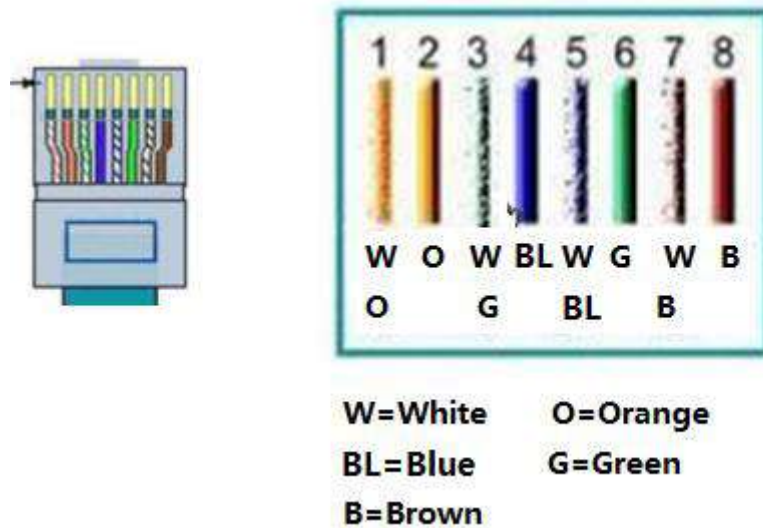 1 2 3 4 5 6 7 8
W O W BL W G W B
O G BL B
W=White O=Orange
BL=Blue G=Green
B=Brown